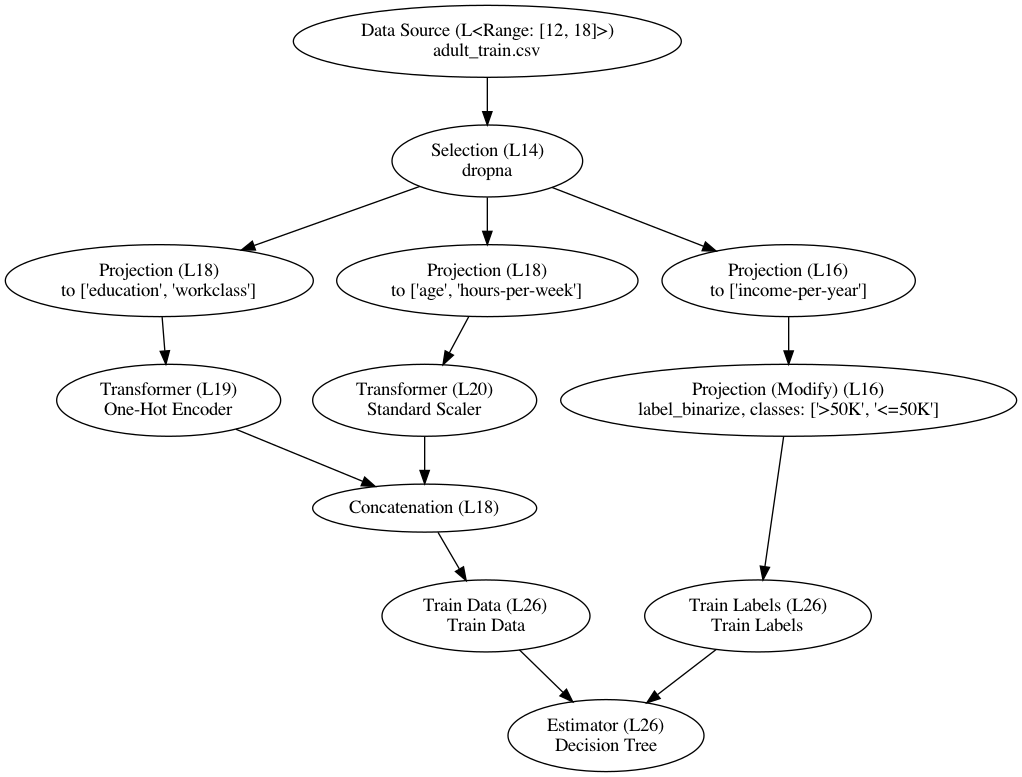 Data Source (L<Range: [12, 18]>)
adult_train.csv
Selection (L14)
dropna
Projection (L18)
to ['education', 'workclass']
Projection (L18)
to ['age', 'hours-per-week']
Projection (L16)
to ['income-per-year']
Transformer (L19)
One-Hot Encoder
Transformer (L20)
Standard Scaler
Projection (Modify) (L16)
label_binarize, classes: ['>50K', '<=50K']
Concatenation (L18)
Train Data (L26)
Train Data
Train Labels (L26)
Train Labels
Estimator (L26)
Decision Tree